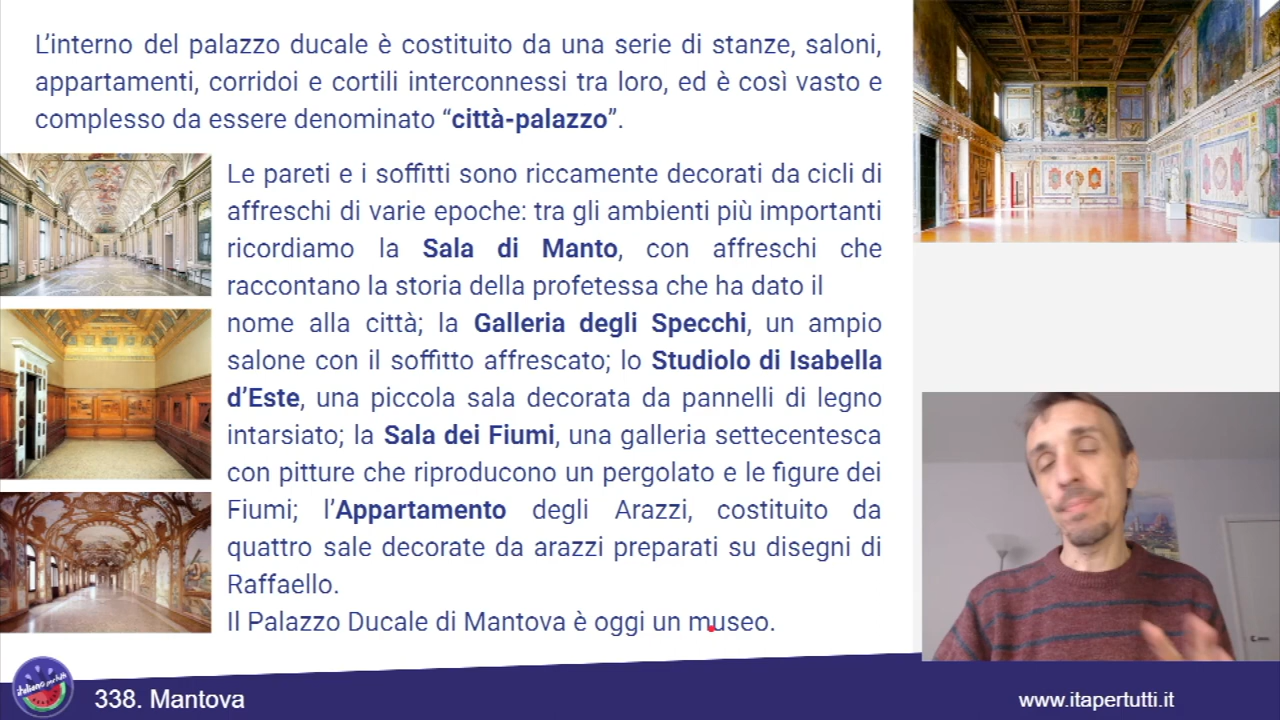 L'interno del palazzo ducale è costituito da una serie di stanze, saloni,
appartamenti, corridoi e cortili interconnessi tra loro, ed è così vasto e
complesso da essere denominato “città-palazzo”.
Le pareti e i soffitti sono riccamente decorati da cicli di
affreschi di varie epoche: tra gli ambienti più importanti
ricordiamo la Sala di Manto, con affreschi che
raccontano la storia della profetessa che ha dato il
nome alla città; la Galleria degli Specchi, un ampio
salone con il soffitto affrescato; lo Studiolo di Isabella
d’Este, una piccola sala decorata da pannelli di legno
intarsiato; la Sala dei Fiumi, una galleria settecentesca
con pitture che riproducono un pergolato e le figure dei
Fiumi; l’Appartamento degli Arazzi, costituito da
quattro sale decorate da arazzi preparati su disegni di
Raffaello.
Il Palazzo Ducale di Mantova è oggi un museo.
italiano per tutti
338. Mantova
www.itapertutti.it